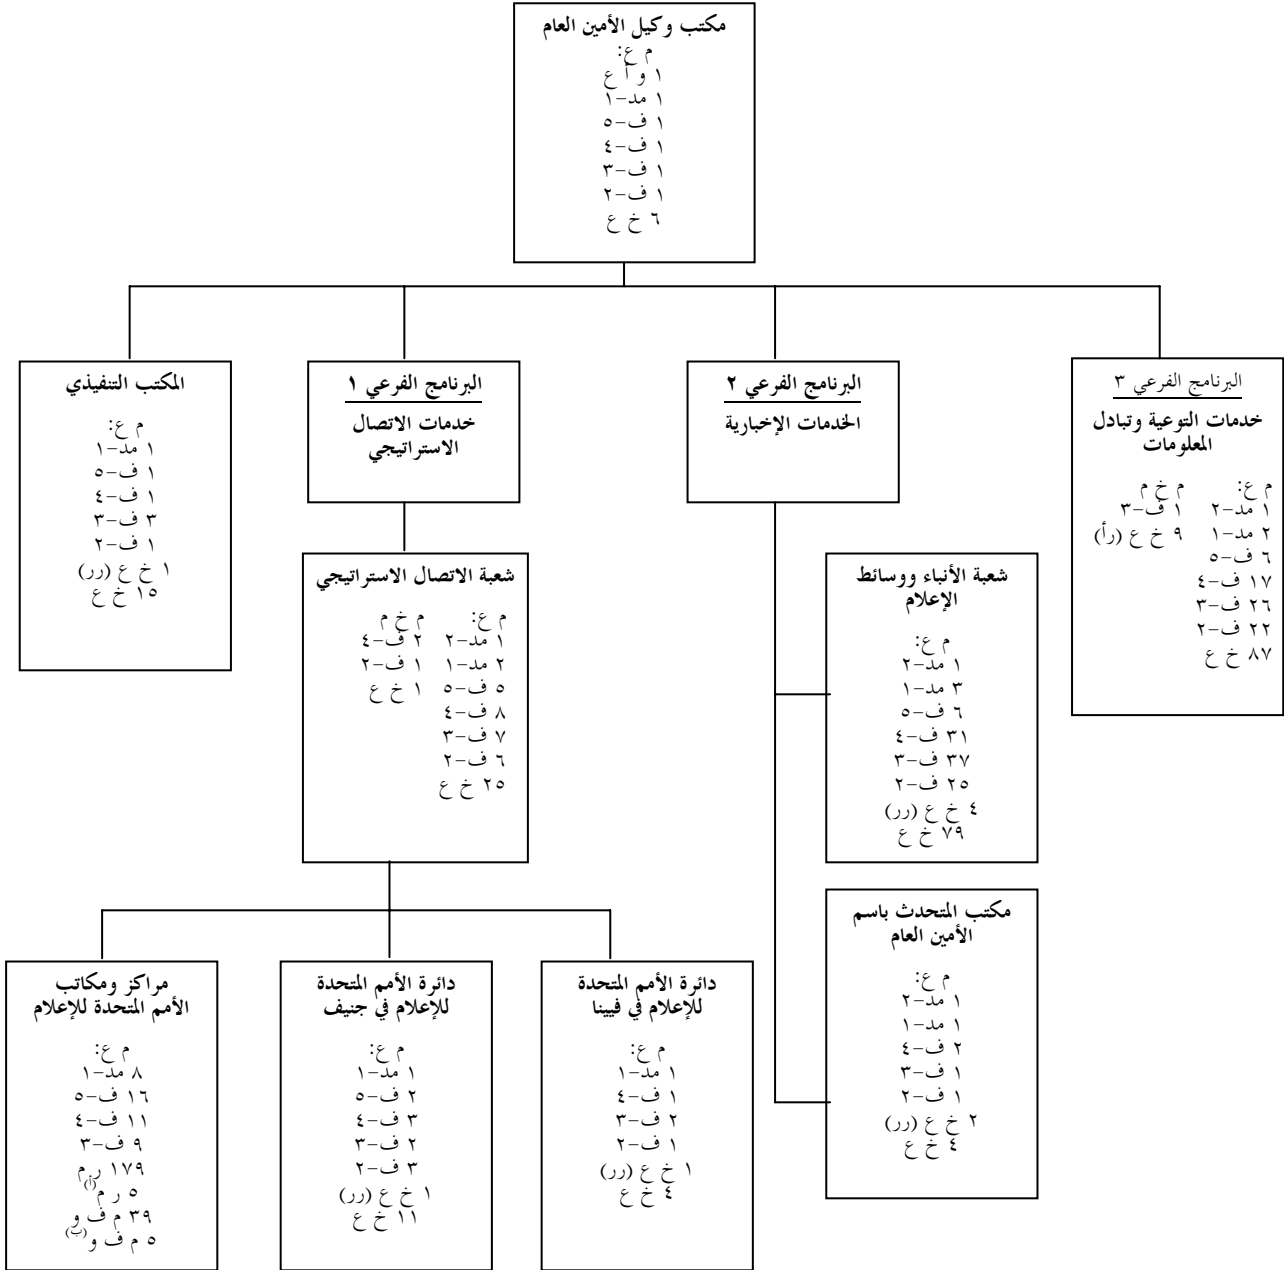 مكتب وكيل الأمين العام
م ع:
١ و أ ع
١ مد-١
١ ف-٥
١ ف-٤
١ ف-٣
١ ف-٢
٦ خ ع
البرنامج الفرعي ٣
خدمات التوعية وتبادل
المعلومات
م ع: م خ م
١ مد-٢ ١ ف-٣
٢ مد-١ ٩ خ ع (رأ)
٦ ف-٥
١٧ ف-٤
٢٦ ف-٣
٢٢ ف-٢
٨٧ خ ع
البرنامج الفرعي ٢
الخدمات الإخبارية
البرنامج الفرعي ١
خدمات الاتصال
الاستراتيجي
المكتب التنفيذي
م ع:
١ مد-١
١ ف-٥
١ ف-٤
٣ ف-٣
١ ف-٢
١ خ ع (رر)
١٥ خ ع
شعبة الأنباء ووسائط
الإعلام
م ع:
١ مد-٢
٣ مد-١
٦ ف-٥
٣١ ف-٤
٣٧ ف-٣
٢٥ ف-٢
٤ خ ع (رر)
٧٩ خ ع
شعبة الاتصال الاستراتيجي
م ع: م خ م
١ مد-٢ ٢ ف-٤
٢ مد-١ ١ ف-٢
٥ ف-٥ ١ خ ع
٨ ف-٤
٧ ف-٣
٦ ف-٢
٢٥ خ ع
مكتب المتحدث باسم
الأمين العام
م ع:
١ مد-٢
١ مد-١
٢ ف-٤
١ ف-٣
١ ف-٢
٢ خ ع (رر)
٤ خ ع
دائرة الأمم المتحدة
للإعلام في فيينا
م ع:
١ مد-١
١ ف-٤
٢ ف-٣
١ ف-٢
١ خ ع (رر)
٤ خ ع
دائرة الأمم المتحدة
للإعلام في جنيف
م ع:
١ مد-١
٢ ف-٥
٣ ف-٤
٢ ف-٣
٣ ف-٢
١ خ ع (رر)
١١ خ ع
مراكز ومكاتب
الأمم المتحدة للإعلام
م ع:
٨ مد-١
١٦ ف-٥
١١ ف-٤
٩ ف-٣
١٧٩ ر م
٥ ر م(أ)
٣٩ م ف و
٥ م ف و(ب)